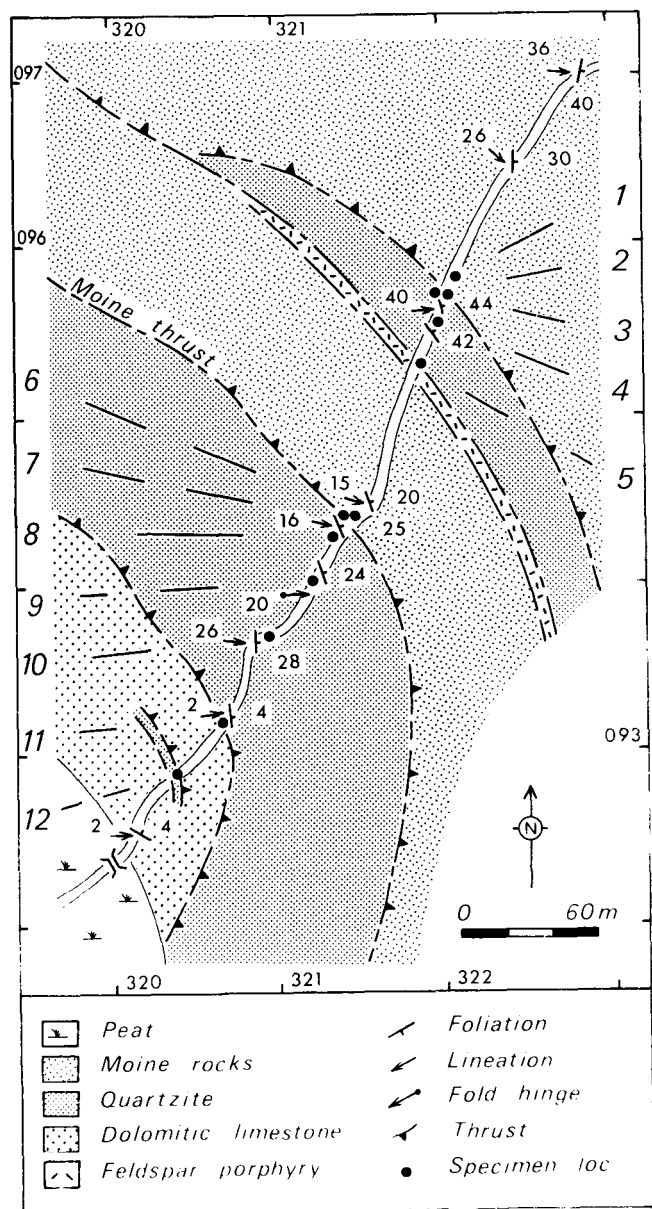 320 321
097
36
40
26
30
1
096
2
Moine thrust
40
44
3
42
6
4
7
15
20
5
16
25
8
24
9
20
26
10
28
2
4
11
093
12
2
4
N
0 60m
320 321 322
Peat
Moine rocks
Quartzite
Dolomitic limestone
Feldspar porphyry
Foliation
Lineation
Fold hinge
Thrust
Specimen loc